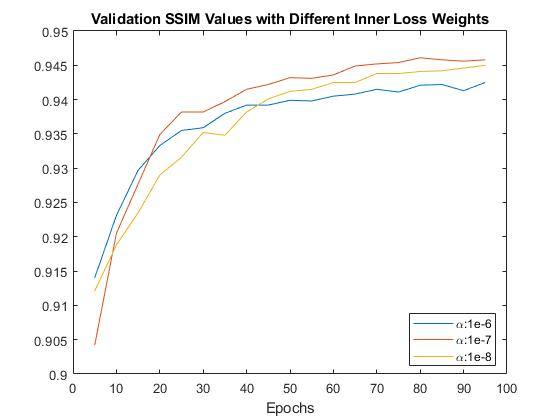 Validation SSIM Values with Different Inner Loss Weights
0.95
0.945
0.94
0.935
0.93
0.925
0.92
0.915
0.91
0.905
0.9
α:1e-6
α:1e-7
α:1e-8
0 10 20 30 40 50 60 70 80 90 100
Epochs